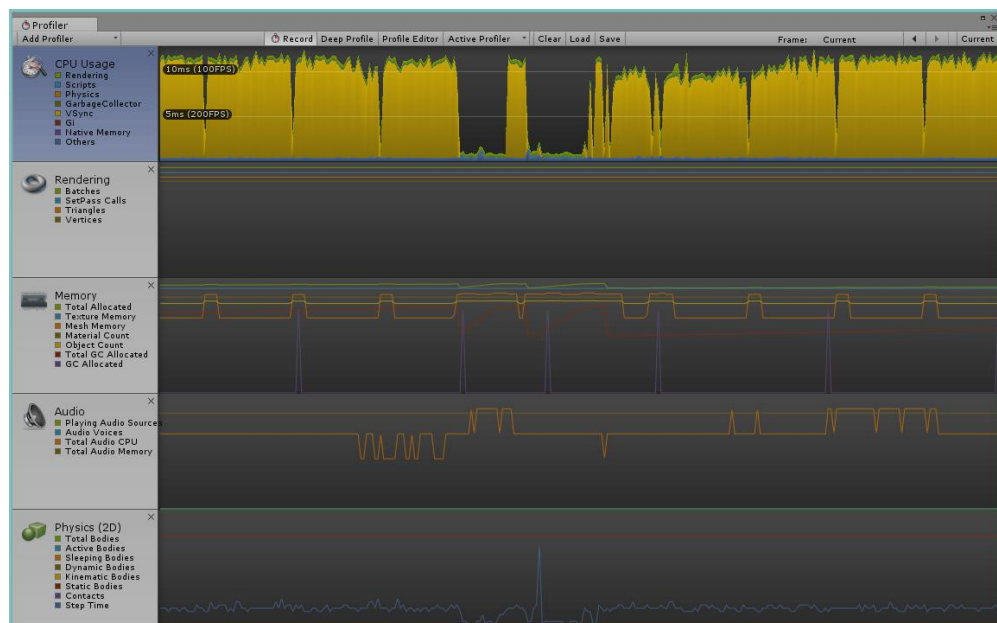 Profiler
Add Profiler Record Deep Profile Profile Editor Active Profiler Clear Load Save Frame: Current Current
CPU Usage
Rendering
Scripts
Physics
GarbageCollector
VSync
Gi
Native Memory
Others
10ms (100FPS)
5ms (200FPS)
Rendering
Batches
SetPass Calls
Triangles
Vertices
Memory
Total Allocated
Texture Memory
Mesh Memory
Material Count
Object Count
Total GC Allocated
GC Allocated
Audio
Playing Audio Sources
Audio Voices
Total Audio CPU
Total Audio Memory
Physics (2D)
Total Bodies
Active Bodies
Sleeping Bodies
Dynamic Bodies
Kinematic Bodies
Static Bodies
Contacts
Step Time